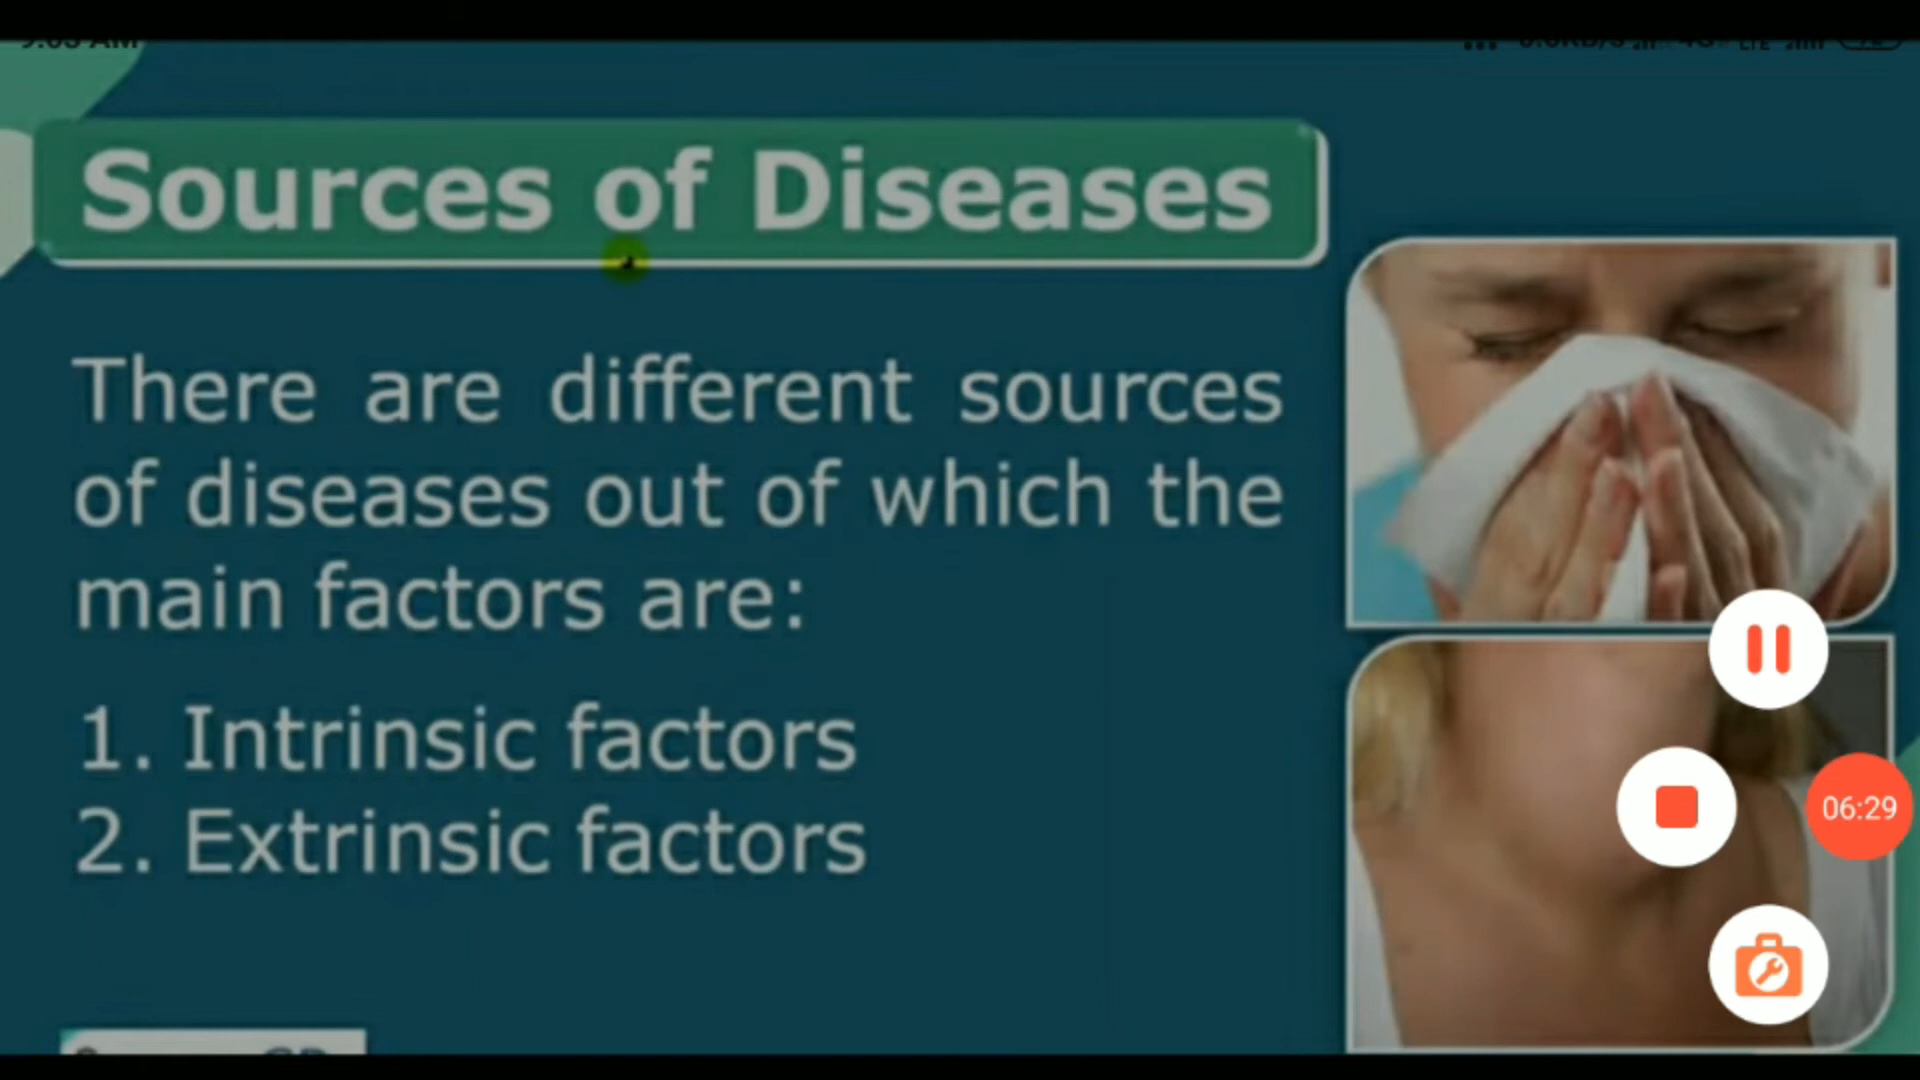 Sources of Diseases
There are different sources
of diseases out of which the
main factors are:
1. Intrinsic factors
2. Extrinsic factors
06:29